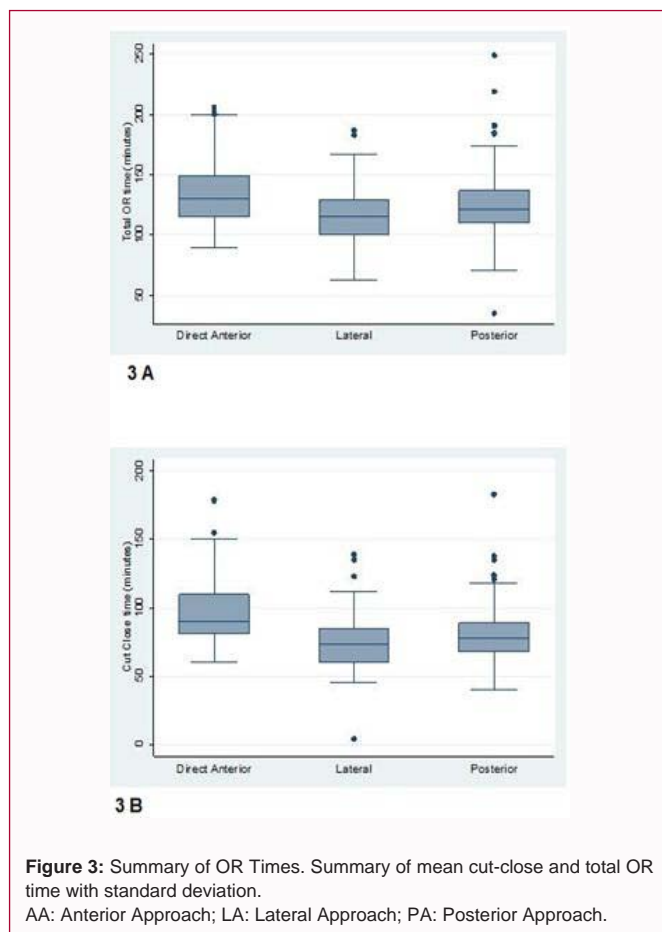 250
200
150
100
50
Total OR time (minutes)
Direct Anterior Lateral Posterior
3 A
200
150
100
50
0
Cut Close time (minutes)
Direct Anterior Lateral Posterior
3 B
Figure 3: Summary of OR Times. Summary of mean cut-close and total OR
time with standard deviation.
AA: Anterior Approach; LA: Lateral Approach; PA: Posterior Approach.